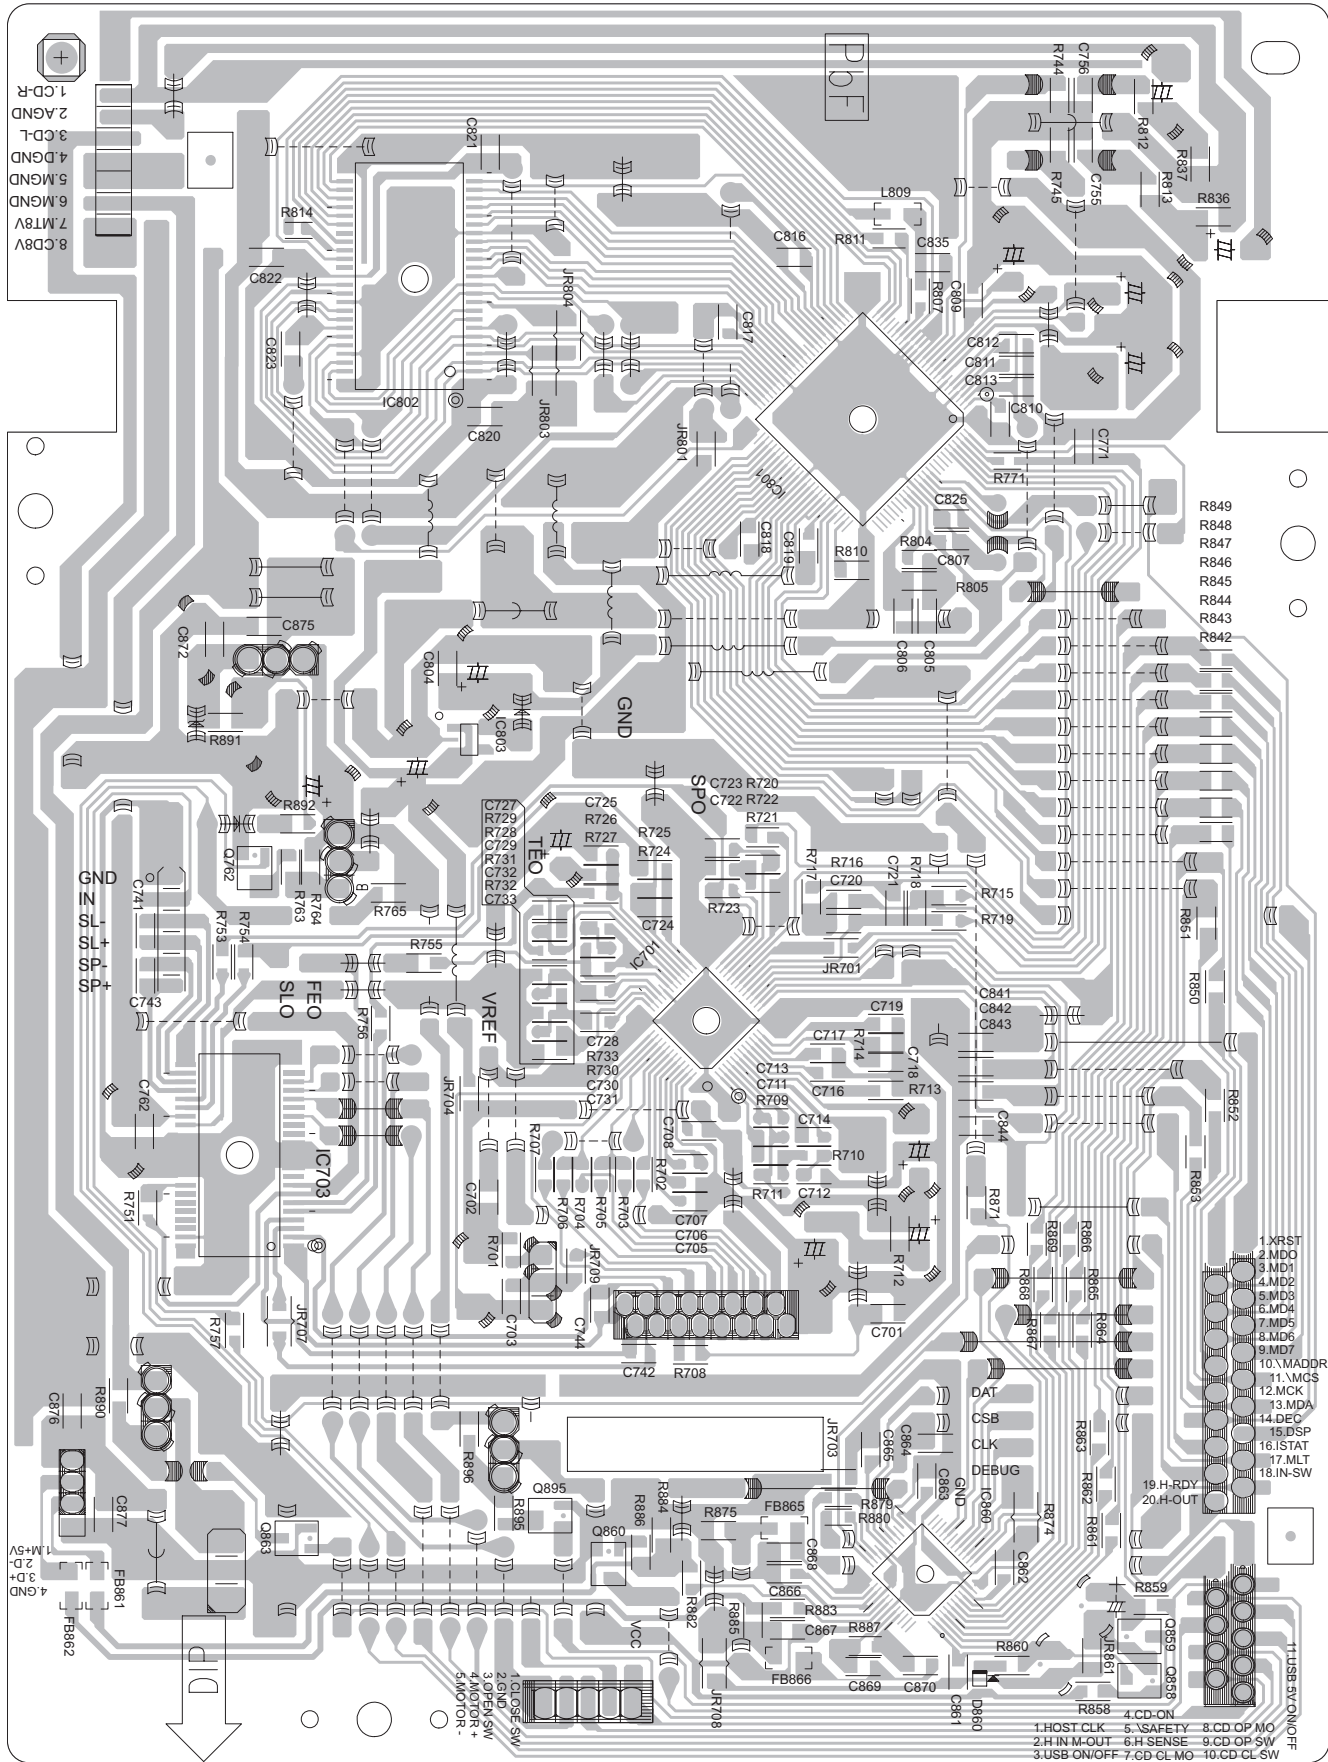 PbF
1.CD-R
2.AGND
3.CD-L
4.DGND
5.MGND
6.MGND
7.MT8V
8.CD8V
R744
C756
R812
R837
R745
C755
R813
R836
C821
R814
C822
C823
IC802
C820
JR804
JR803
L809
C816
R811
C835
R807
C809
C817
C812
C811
C813
C810
C771
R771
JR801
IC801
C825
C818
C819
R810
R804
C807
R805
C806
C805
R849
R848
R847
R846
R845
R844
R843
R842
C872
C875
C804
IC803
GND
R891
R892
Q762
R763
R764
R765
SPO
C723 R720
C722 R722
R721
C727
R729
R728
C729
R731
C732
R732
C733
TEO
C725
R726
R727
R725
R724
R723
C724
R717
R716
C720
C721
R718
R715
R719
JR701
R851
R850
GND
IN
SL-
SL+
SP-
SP+
C741
C743
R753
R754
R755
IC701
FEO
SLO
R756
VREF
C719
C841
C842
C843
C717
R714
C718
C716
R713
C728
R733
R730
C730
C731
C713
C711
R709
C714
R710
R711
C712
C844
R852
R853
C762
IC703
R751
JR704
R707
C708
C702
R706
R704
R705
R703
R702
C707
C706
C705
R701
JR709
C703
C744
R712
C701
R871
R869
R866
R868
R865
R867
R864
R757
JR707
C742
R708
1.XRST
2.MDO
3.MD1
4.MD2
5.MD3
6.MD4
7.MD5
8.MD6
9.MD7
10.\MADDR
11.\MCS
12.MCK
13.MDA
14.DEC
15.DSP
16.ISTAT
17.MLT
18.IN-SW
19.H-RDY
20.H-OUT
C876
R890
C877
Q863
R896
R895
Q895
JR703
C865
C864
C863
DAT
CSB
CLK
DEBUG
GND
IC860
R863
R862
R861
R874
C862
R884
R886
Q860
R875
FB865
R879
R880
C868
C866
R882
R885
R883
C867
FB866
R887
C869
C870
C861
D860
R860
R859
Q859
Q858
JR861
R858
1.M+5V
2.D-
3.D+
4.GND
FB861
FB862
DIP
VCC
JR708
1.CLOSE SW
2.GND
3.OPEN SW
4.MOTOR +
5.MOTOR -
1.HOST CLK
2.H IN M-OUT
3.USB ON/OFF
4.CD-ON
5.\SAFETY
6.H SENSE
7.CD CL MO
8.CD OP MO
9.CD OP SW
10.CD CL SW
11.USB 5V ON/OFF